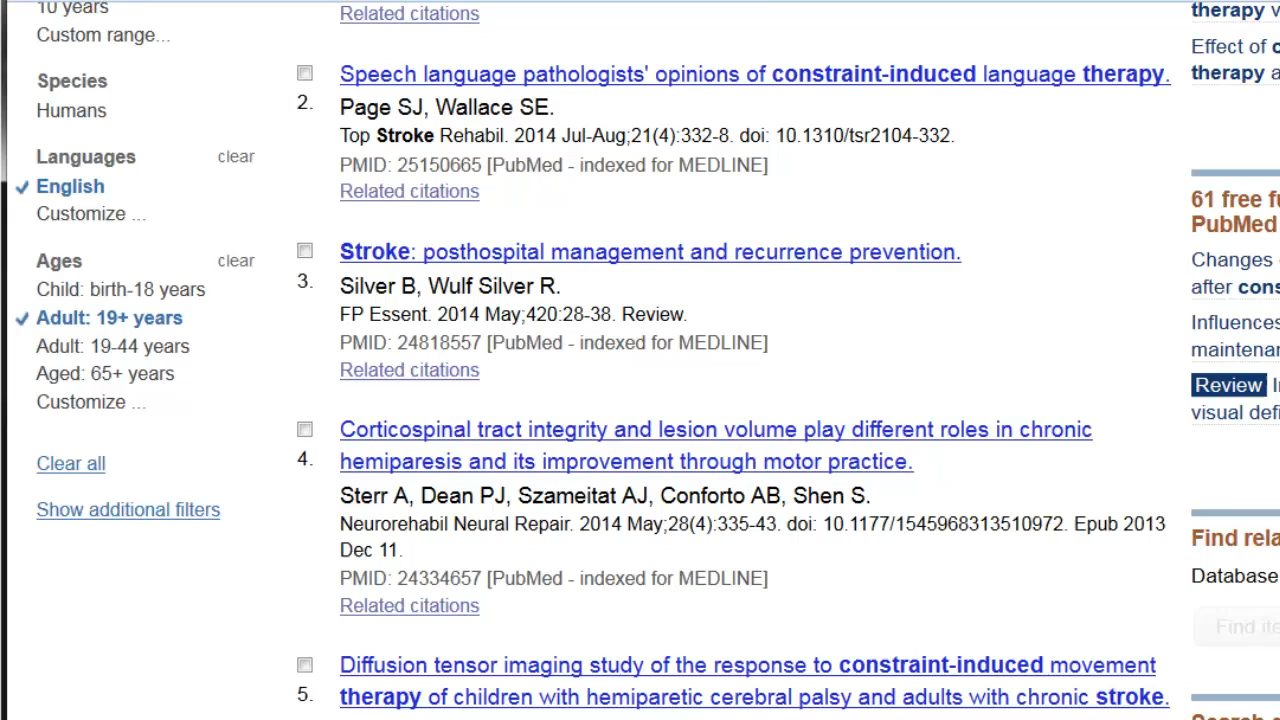 10 years
Custom range...
Species
Humans
Languages clear
English
Customize ...
Ages clear
Child: birth-18 years
Adult: 19+ years
Adult: 19-44 years
Aged: 65+ years
Customize ...
Clear all
Show additional filters
Related citations
Speech language pathologists' opinions of constraint-induced language therapy.
2. Page SJ, Wallace SE.
Top Stroke Rehabil. 2014 Jul-Aug;21(4):332-8. doi: 10.1310/tsr2104-332.
PMID: 25150665 [PubMed - indexed for MEDLINE]
Related citations
Stroke: posthospital management and recurrence prevention.
3. Silver B, Wulf Silver R.
FP Essent. 2014 May;420:28-38. Review.
PMID: 24818557 [PubMed - indexed for MEDLINE]
Related citations
Corticospinal tract integrity and lesion volume play different roles in chronic
4. hemiparesis and its improvement through motor practice.
Sterr A, Dean PJ, Szameitat AJ, Conforto AB, Shen S.
Neurorehabil Neural Repair. 2014 May;28(4):335-43. doi: 10.1177/1545968313510972. Epub 2013
Dec 11.
PMID: 24334657 [PubMed - indexed for MEDLINE]
Related citations
Diffusion tensor imaging study of the response to constraint-induced movement
5. therapy of children with hemiparetic cerebral palsy and adults with chronic stroke.
therapy
Effect of
therapy
61 free
PubMed
Changes
after
Influences
Review
visual
Find
Database
Find